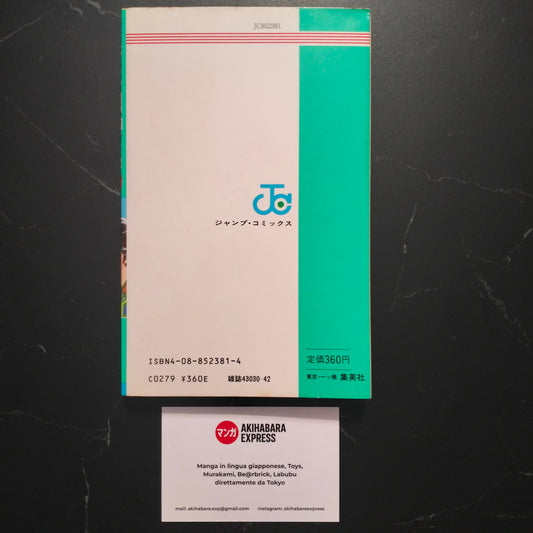 JC852381
JC
ジャンプ・コミックス
ISBN4-08-852381-4
C0279 ¥360E 雑誌43030-42
定価360円
東京・一ッ橋 集英社
マンガ AKIHABARA
EXPRESS
Manga in lingua giapponese, Toys,
Murakami, Be@rbrick, Labubu
direttamente da Tokyo
mail: akihabara.exp@gmail.com instagram: akihabaraexpress